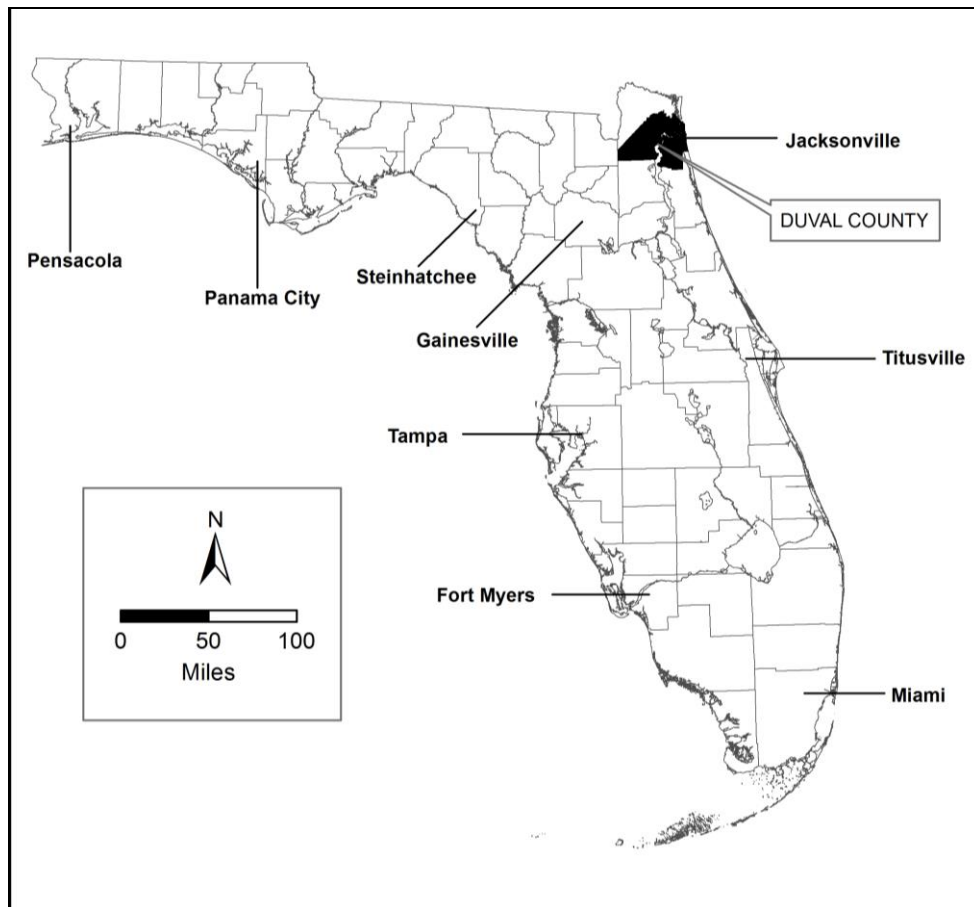 Jacksonville
DUVAL COUNTY
Pensacola
Panama City
Steinhatchee
Gainesville
Titusville
Tampa
N
0 50 100
Miles
Fort Myers
Miami